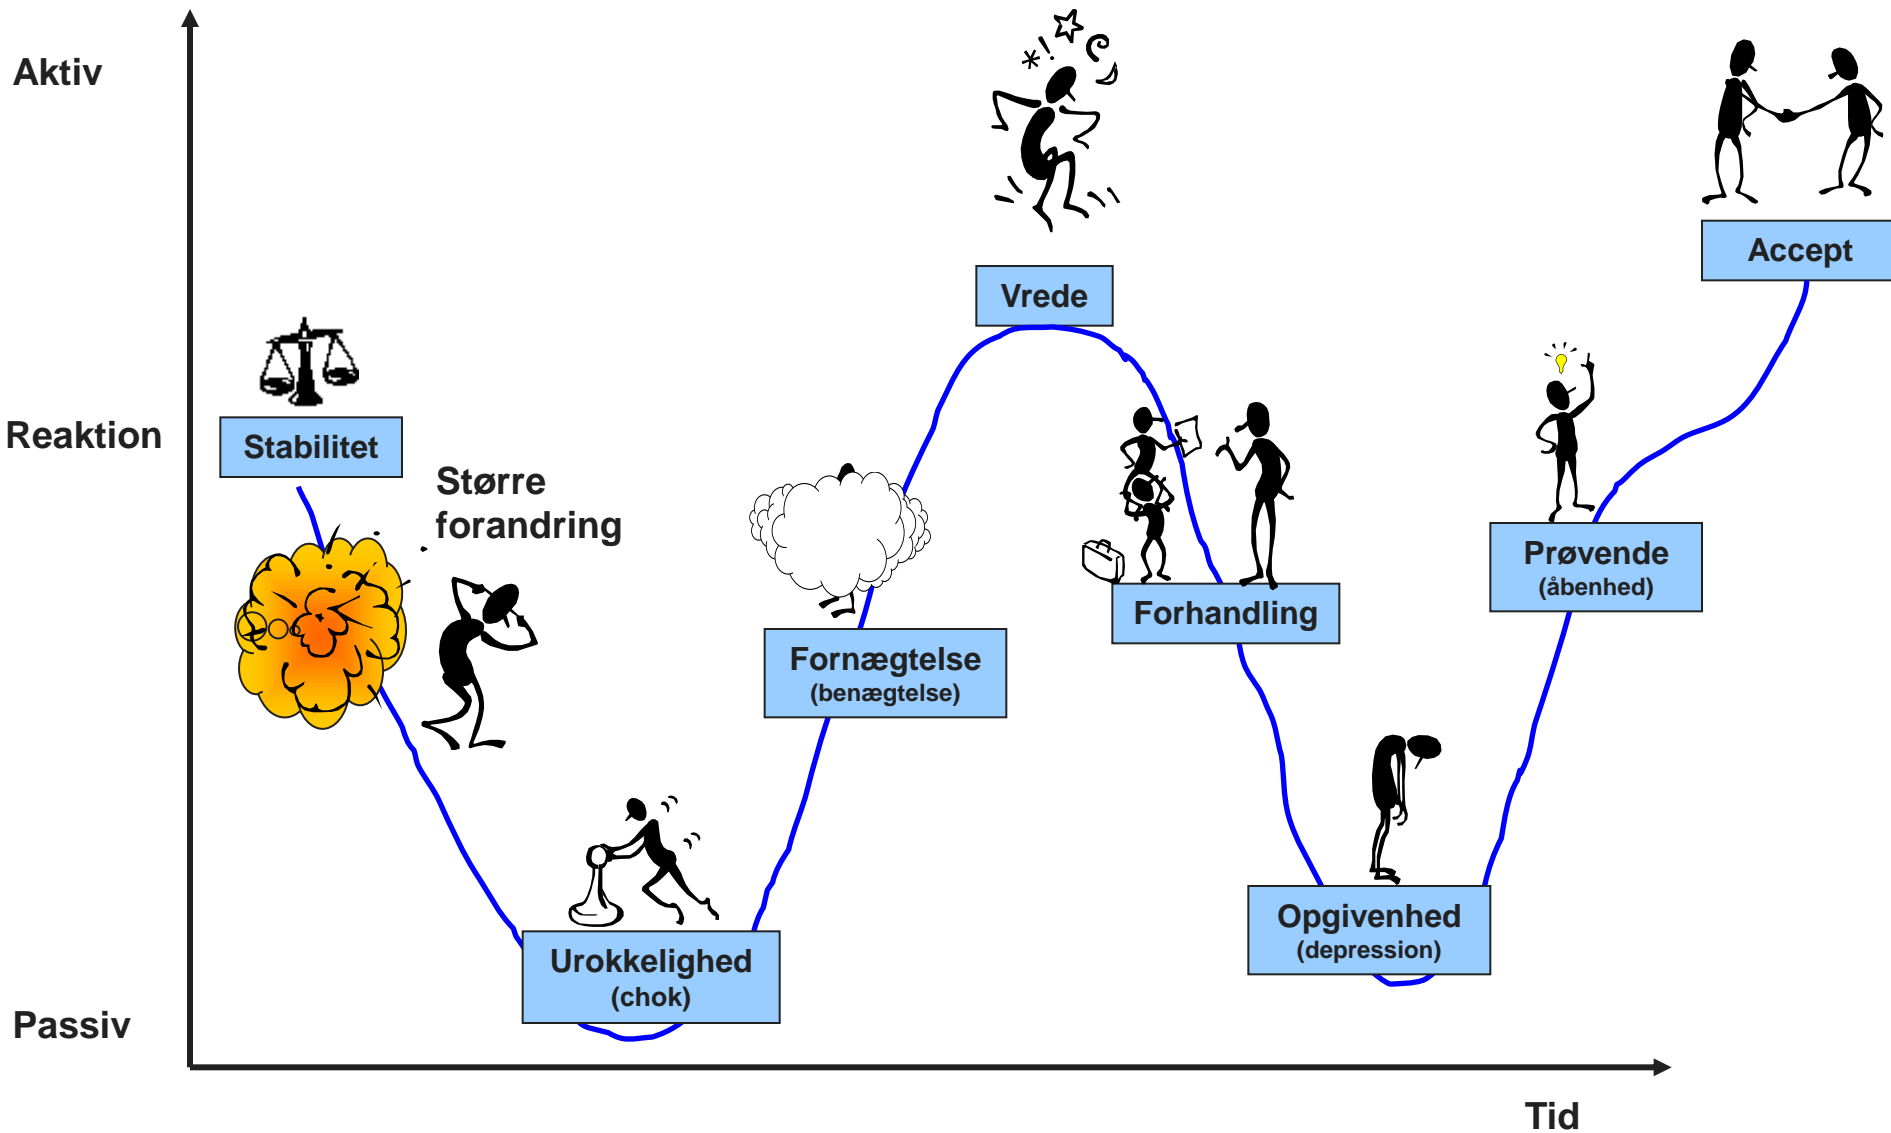 Aktiv
Reaktion
Passiv
Stabilitet
Større
forandring
Urokkelighed
(chok)
Fornægtelse
(benægtelse)
*!
Vrede
Forhandling
Opgivenhed
(depression)
Prøvende
(åbenhed)
Accept
Tid